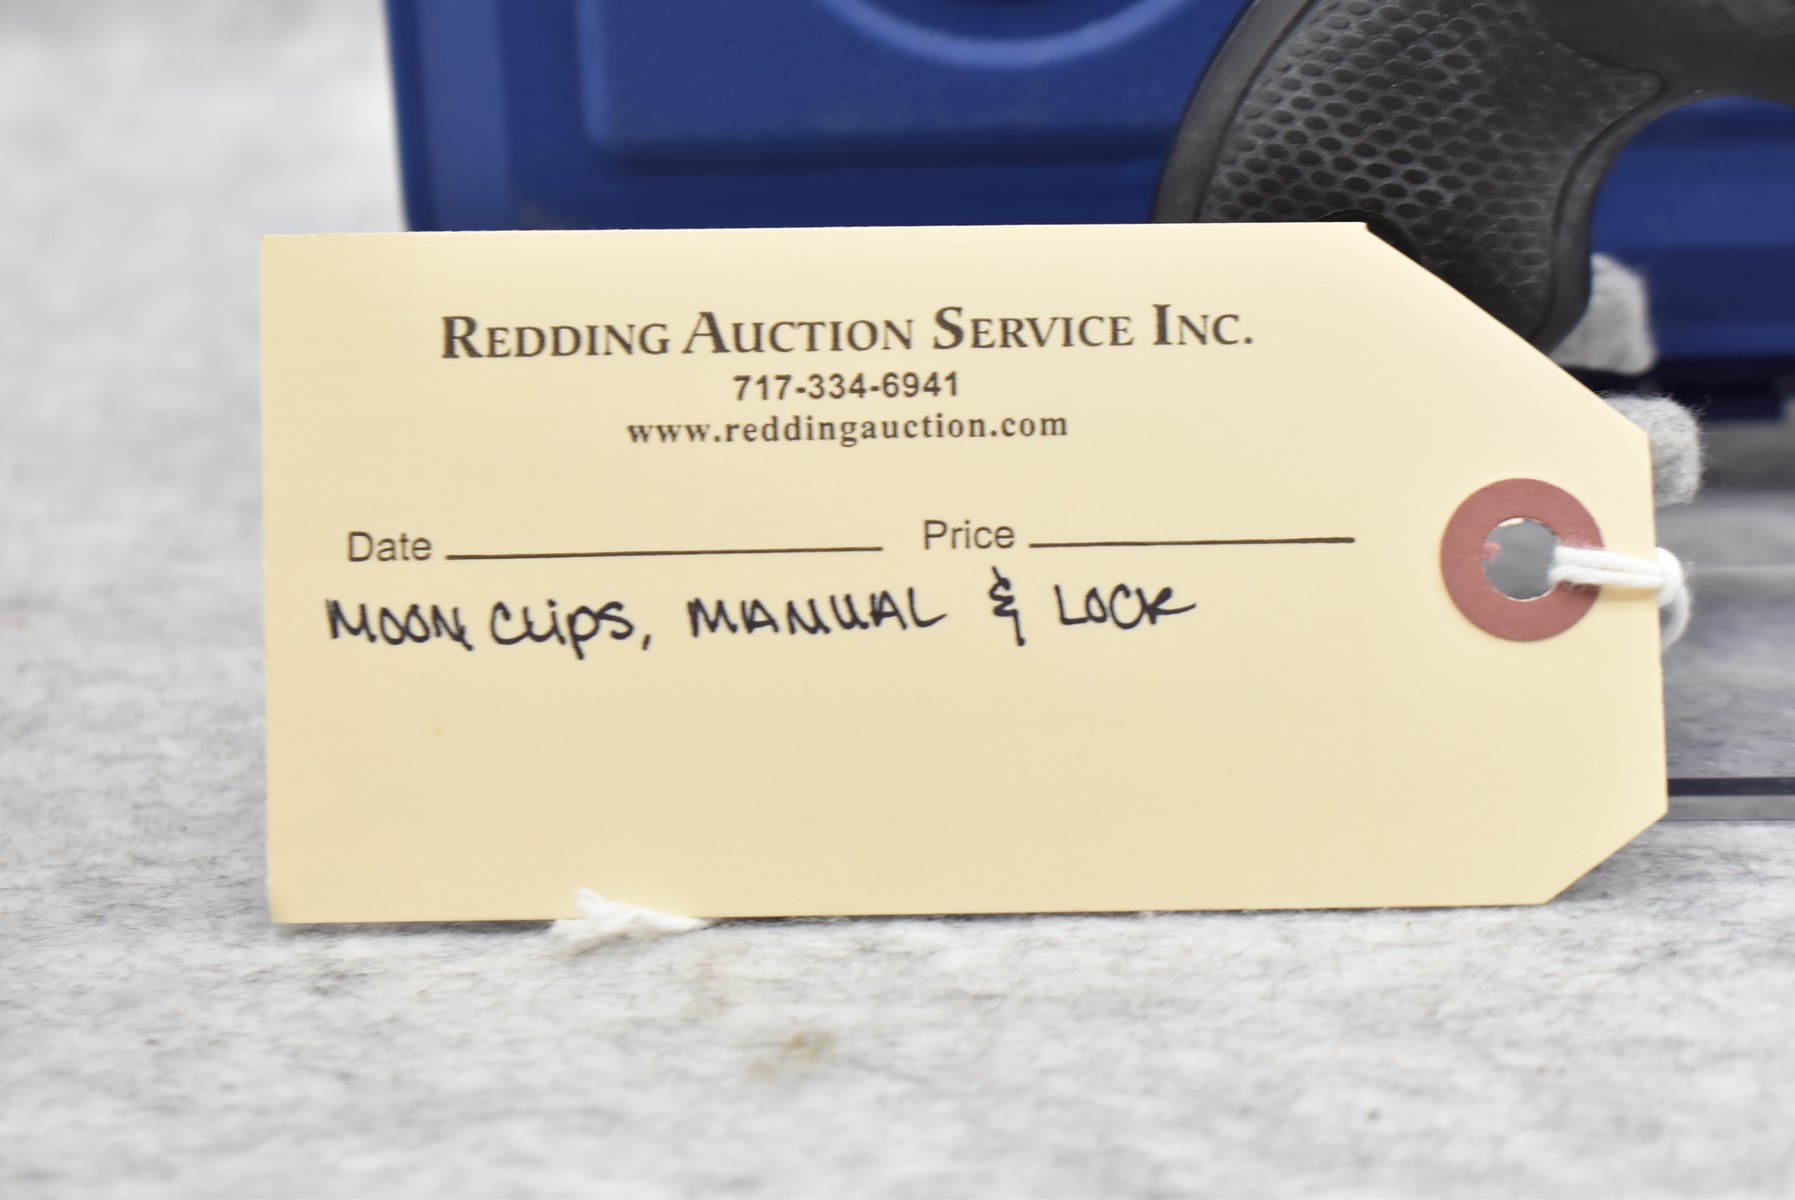 REDDING AUCTION SERVICE INC.
717-334-6941
www.reddingauction.com
Date Price
MOON CLiPS, MANUAL & LOCK